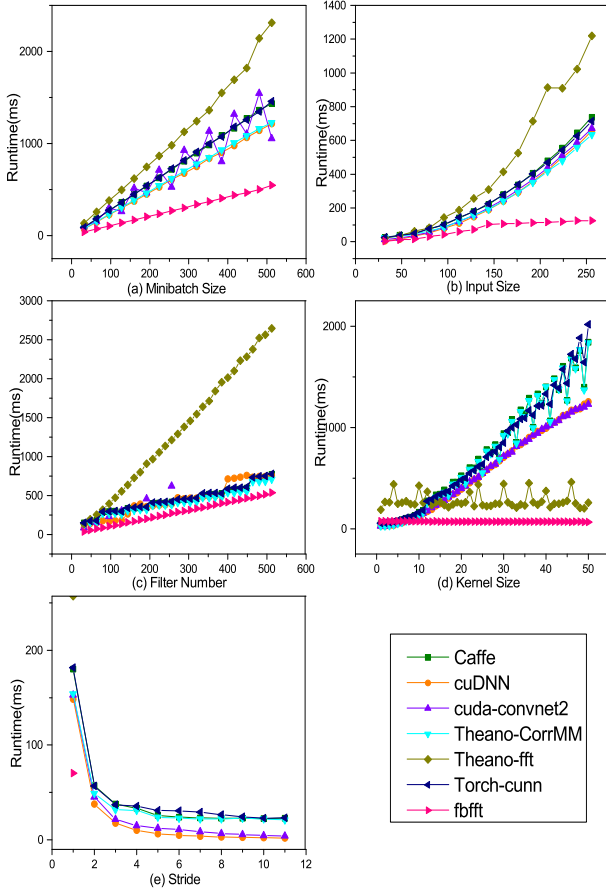 Runtime(ms)
2000
1000
0
0 100 200 300 400 500 600
(a) Minibatch Size
Runtime(ms)
1400
1200
1000
800
600
400
200
0
0 50 100 150 200 250
(b) Input Size
Runtime(ms)
3000
2500
2000
1500
1000
500
0
0 100 200 300 400 500 600
(c) Filter Number
Runtime(ms)
2000
1000
0
0 10 20 30 40 50
(d) Kernel Size
Runtime(ms)
200
100
0
0 2 4 6 8 10 12
(e) Stride
Caffe
cuDNN
cuda-convnet2
Theano-CorrMM
Theano-fft
Torch-cunn
fbfft